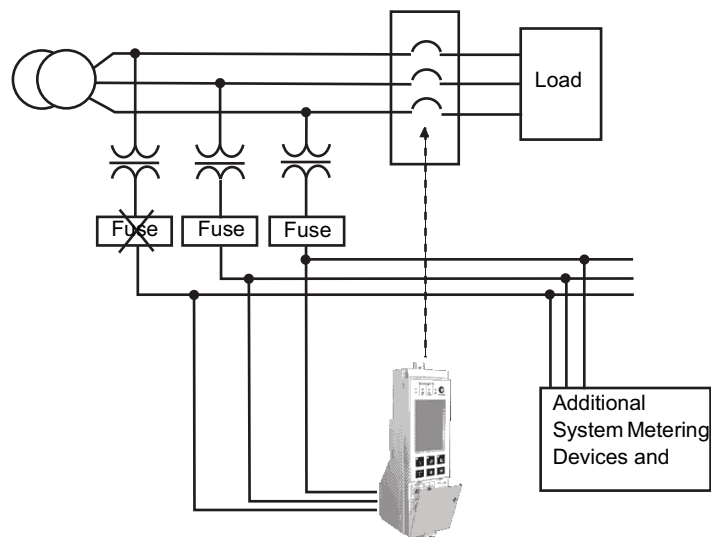 Load
Fuse
Fuse
Fuse
Additional
System Metering
Devices and